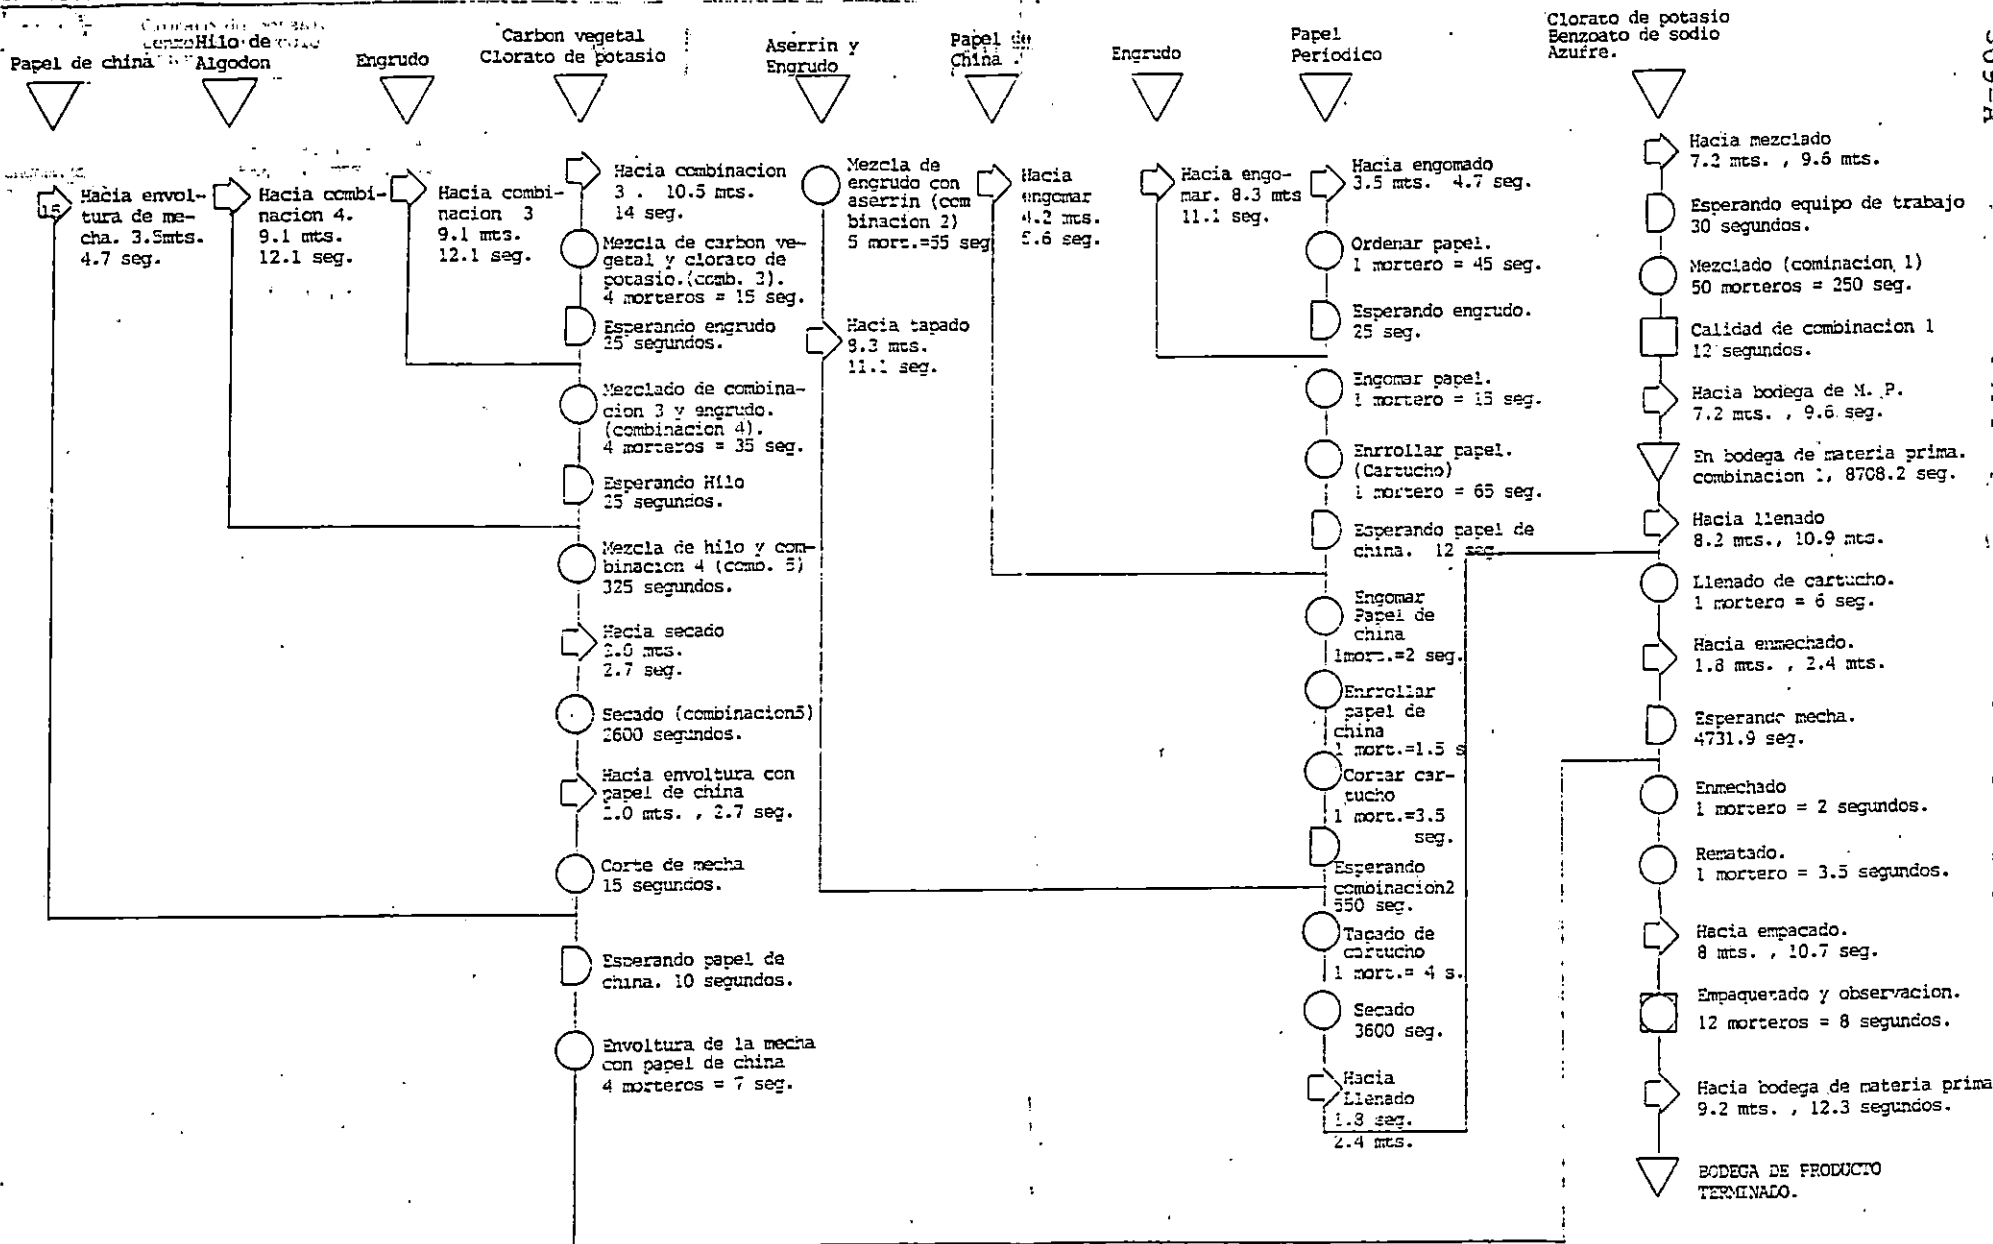 Papel de china
Hilo de
Algodon
Engrudo
Carbon vegetal
Clorato de potasio
Aserrin y
Engrudo
Papel de
China
Engrudo
Papel
Periodico
Clorato de potasio
Benzoato de sodio
Azufre.
Hacia envol-
tura de me-
cha. 3.5mts.
4.7 seg.
Hacia combi-
nacion 4.
9.1 mts.
12.1 seg.
Hacia combi-
nacion 3
9.1 mts.
12.1 seg.
Hacia combinacion
3 . 10.5 mts.
14 seg.
Mezcla de carbon ve-
getal y clorato de
potasio.(comb. 3).
4 morteros = 15 seg.
Esperando engrudo
25 segundos.
Mezclado de combina-
cion 3 y engrudo.
(combinacion 4).
4 morteros = 35 seg.
Esperando Hilo
25 segundos.
Mezcla de hilo y com-
binacion 4 (comb. 5)
325 segundos.
Hacia secado
2.0 mts.
2.7 seg.
Secado (combinacion5)
2600 segundos.
Hacia envoltura con
papel de china
2.0 mts. , 2.7 seg.
Corte de mecha
15 segundos.
Esperando papel de
china. 10 segundos.
Envoltura de la mecha
con papel de china
4 morteros = 7 seg.
Mezcla de
engrudo con
aserrin (com
binacion 2)
5 mort.=55 seg
Hacia tapado
8.3 mts.
11.1 seg.
Hacia
engomar
4.2 mts.
5.6 seg.
Hacia engo-
mar. 8.3 mts
11.1 seg.
Hacia engomado
3.5 mts. 4.7 seg.
Ordenar papel.
1 mortero = 45 seg.
Esperando engrudo.
25 seg.
Engomar papel.
1 mortero = 15 seg.
Enrrollar papel.
(Cartucho)
1 mortero = 65 seg.
Esperando papel de
china. 12 seg
Engomar
Papel de
china
1mort.=2 seg.
Enrrollar
papel de
china
1 mort.=1.5 s
Cortar car-
tucho
1 mort.=3.5
seg.
Esperando
combinacion2
550 seg.
Tapado de
cartucho
1 mort.= 4 s.
Secado
3600 seg.
Hacia
Llenado
1.8 seg.
2.4 mts.
Hacia mezclado
7.2 mts. , 9.6 mts.
Esperando equipo de trabajo
30 segundos.
Mezclado (cominacion 1)
50 morteros = 250 seg.
Calidad de combinacion 1
12 segundos.
Hacia bodega de M. P.
7.2 mts. , 9.6 seg.
En bodega de materia prima.
combinacion 1, 8708.2 seg.
Hacia llenado
8.2 mts., 10.9 mts.
Llenado de cartucho.
1 mortero = 6 seg.
Hacia enmechado.
1.8 mts. , 2.4 mts.
Esperando mecha.
4731.9 seg.
Enmechado
1 mortero = 2 segundos.
Rematado.
1 mortero = 3.5 segundos.
Hacia empacado.
8 mts. , 10.7 seg.
Empaquetado y observacion.
12 morteros = 8 segundos.
Hacia bodega de materia prima
9.2 mts. , 12.3 segundos.
BODEGA DE PRODUCTO
TERMINADO.